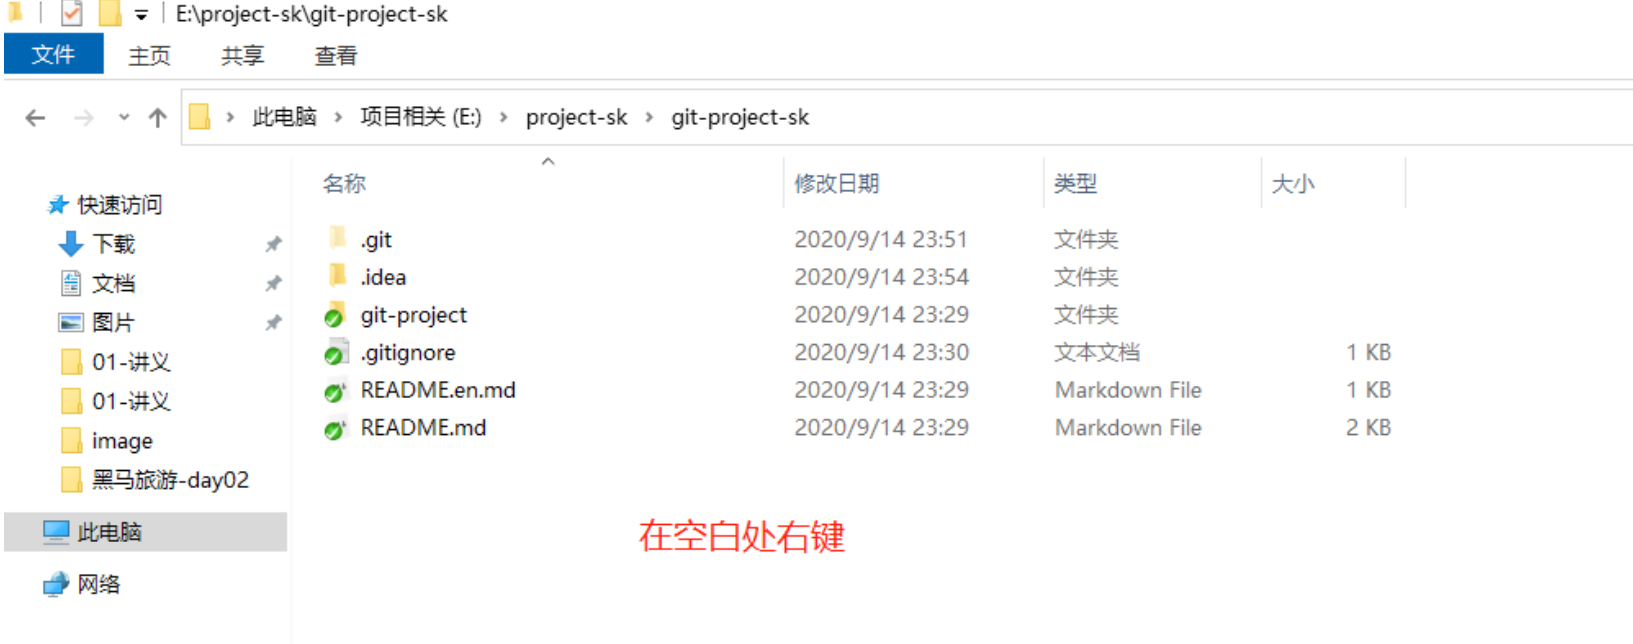 E:\project-sk\git-project-sk
文件 主页 共享 查看
此电脑 › 项目相关 (E:) › project-sk › git-project-sk
名称 修改日期 类型 大小
快速访问
下载
文档
图片
01-讲义
01-讲义
image
黑马旅游-day02
此电脑
网络
.git 2020/9/14 23:51 文件夹
.idea 2020/9/14 23:54 文件夹
git-project 2020/9/14 23:29 文件夹
.gitignore 2020/9/14 23:30 文本文档 1 KB
README.en.md 2020/9/14 23:29 Markdown File 1 KB
README.md 2020/9/14 23:29 Markdown File 2 KB
在空白处右键